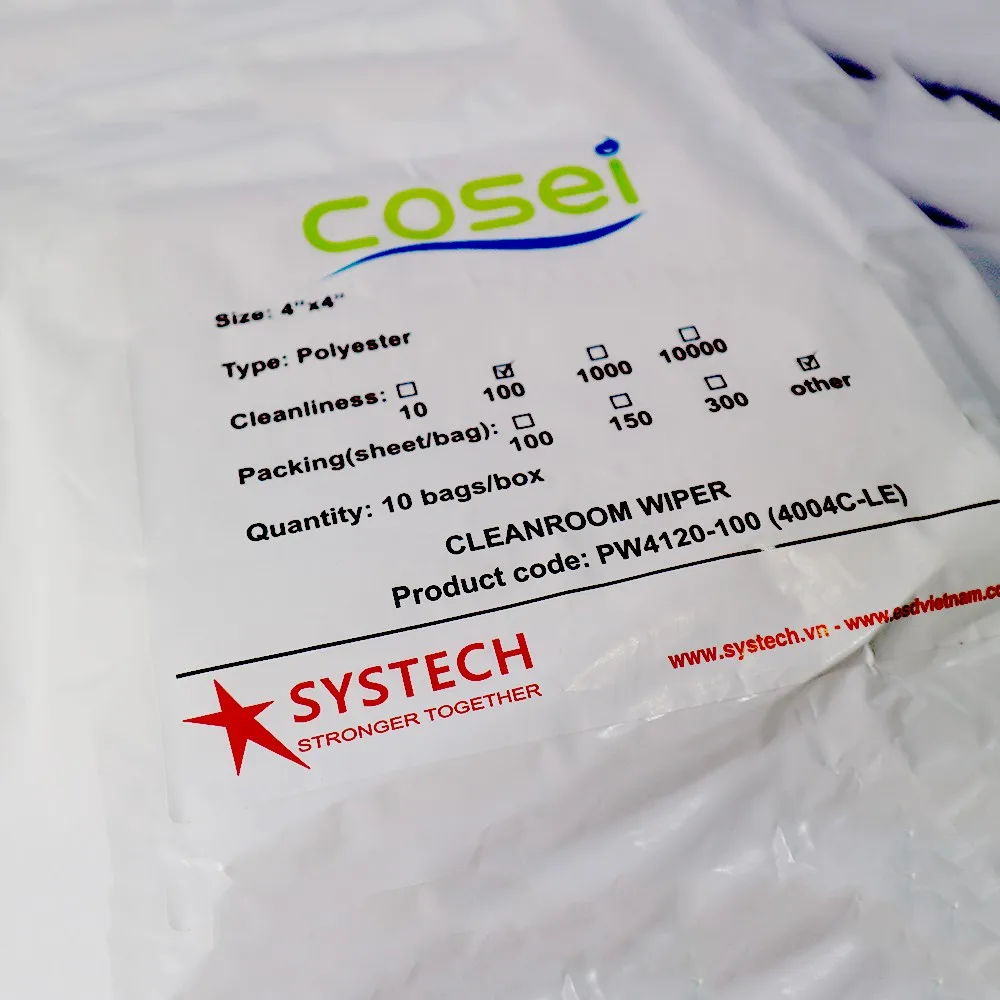 cosei
Size: 4"x4"
Type: Polyester
Cleanliness: ☐ 10 ☑ 100 ☐ 1000 ☐ 10000
Packing(sheet/bag): ☐ 100 ☐ 150 ☐ 300 ☑ other
Quantity: 10 bags/box
CLEANROOM WIPER
Product code: PW4120-100 (4004C-LE)
SYSTECH
STRONGER TOGETHER
www.systech.vn - www.esdvietnam.co